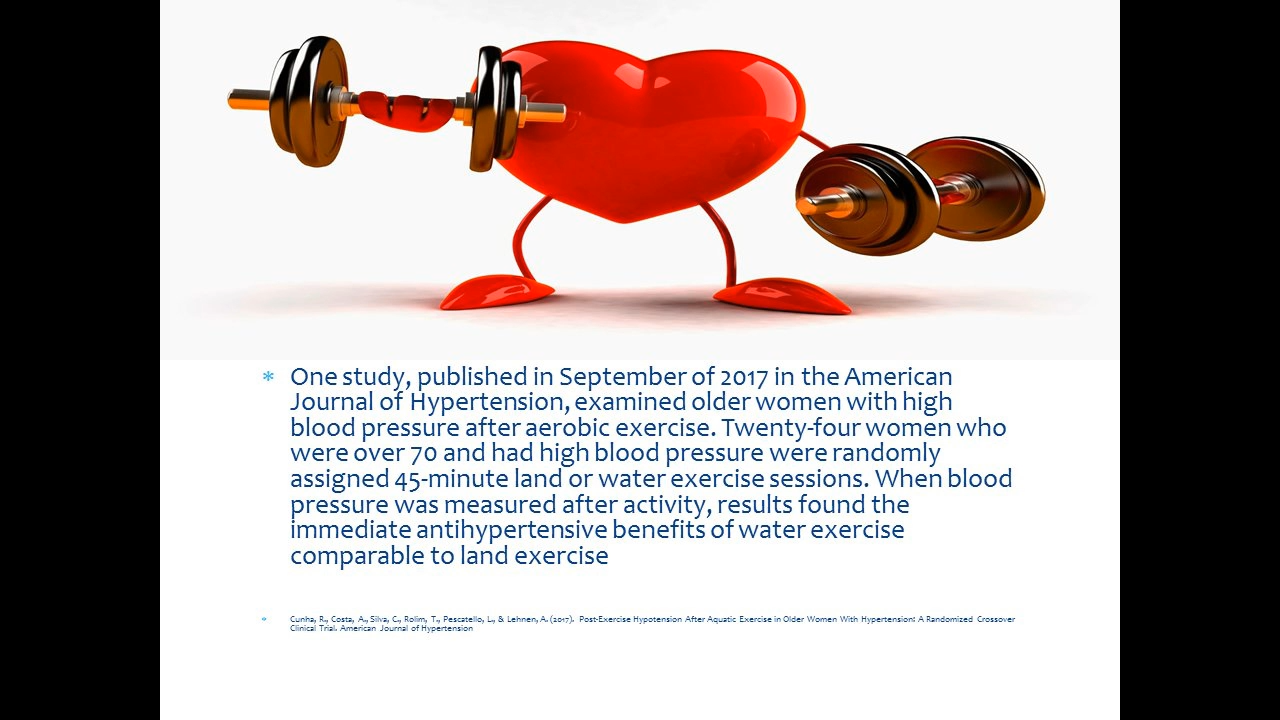 * One study, published in September of 2017 in the American
Journal of Hypertension, examined older women with high
blood pressure after aerobic exercise. Twenty-four women who
were over 70 and had high blood pressure were randomly
assigned 45-minute land or water exercise sessions. When blood
pressure was measured after activity, results found the
immediate antihypertensive benefits of water exercise
comparable to land exercise
* Cunha, R., Costa, A., Silva, C., Rolim, T., Pescatello, L., & Lehnen, A. (2017). Post-Exercise Hypotension After Aquatic Exercise in Older Women With Hypertension: A Randomized Crossover
Clinical Trial. American Journal of Hypertension